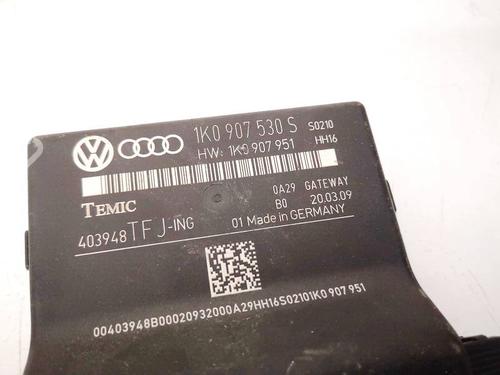 1K0 907 530 S S0210
HW: 1K0 907 951 HH16
TEMIC 0A29 GATEWAY
B0 20.03.09
403948TFJ-ING 01 Made in GERMANY
00403948B00020932000A29HH16S02101K0 907 951